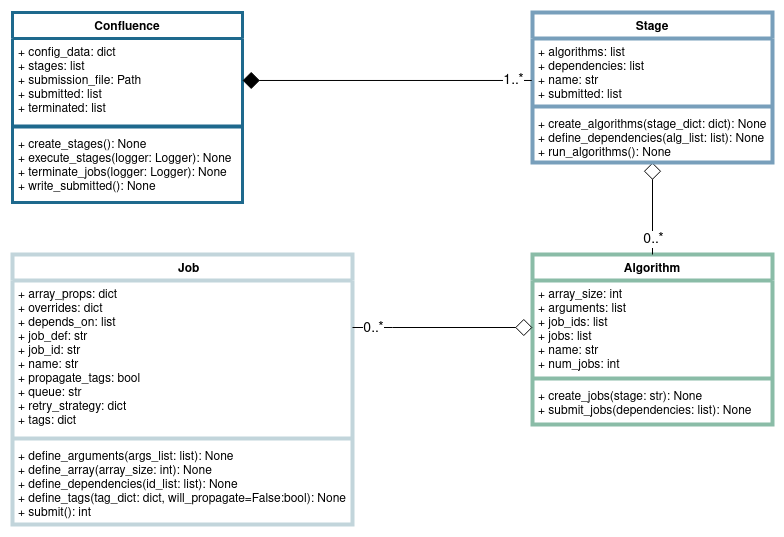 Confluence
+ config_data: dict
+ stages: list
+ submission_file: Path
+ submitted: list
+ terminated: list
+ create_stages(): None
+ execute_stages(logger: Logger): None
+ terminate_jobs(logger: Logger): None
+ write_submitted(): None
1..*
Stage
+ algorithms: list
+ dependencies: list
+ name: str
+ submitted: list
+ create_algorithms(stage_dict: dict): None
+ define_dependencies(alg_list: list): None
+ run_algorithms(): None
0..*
Job
+ array_props: dict
+ overrides: dict
+ depends_on: list
+ job_def: str
+ job_id: str
+ name: str
+ propagate_tags: bool
+ queue: str
+ retry_strategy: dict
+ tags: dict
+ define_arguments(args_list: list): None
+ define_array(array_size: int): None
+ define_dependencies(id_list: list): None
+ define_tags(tag_dict: dict, will_propagate=False:bool): None
+ submit(): int
0..*
Algorithm
+ array_size: int
+ arguments: list
+ job_ids: list
+ jobs: list
+ name: str
+ num_jobs: int
+ create_jobs(stage: str): None
+ submit_jobs(dependencies: list): None